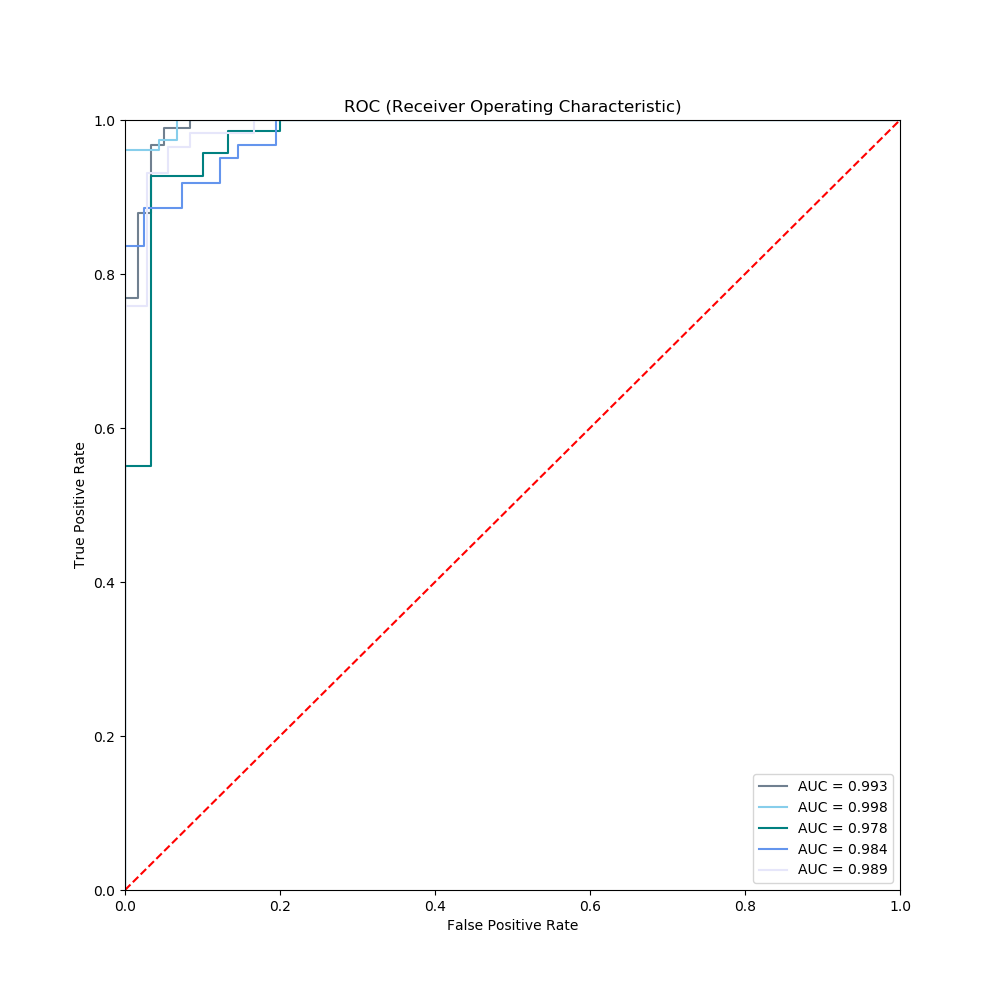 ROC (Receiver Operating Characteristic)
1.0
0.8
0.6
0.4
0.2
0.0
True Positive Rate
0.0 0.2 0.4 0.6 0.8 1.0
False Positive Rate
AUC = 0.993
AUC = 0.998
AUC = 0.978
AUC = 0.984
AUC = 0.989